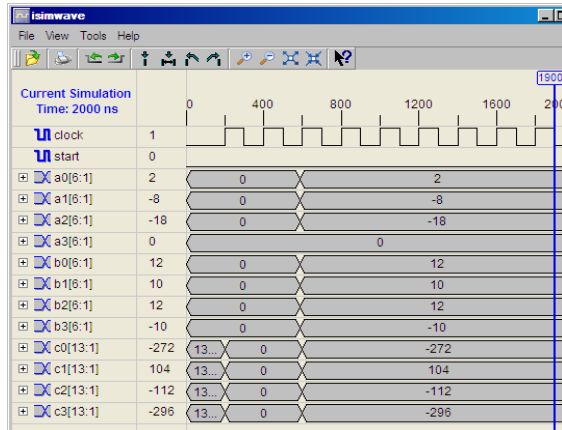 isimwave
File View Tools Help
1900
Current Simulation
Time: 2000 ns
0 400 800 1200 1600
clock 1
start 0
a0[6:1] 2 0 2
a1[6:1] -8 0 -8
a2[6:1] -18 0 -18
a3[6:1] 0 0
b0[6:1] 12 0 12
b1[6:1] 10 0 10
b2[6:1] 12 0 12
b3[6:1] -10 0 -10
c0[13:1] -272 13... 0 -272
c1[13:1] 104 13... 0 104
c2[13:1] -112 13... 0 -112
c3[13:1] -296 13... 0 -296